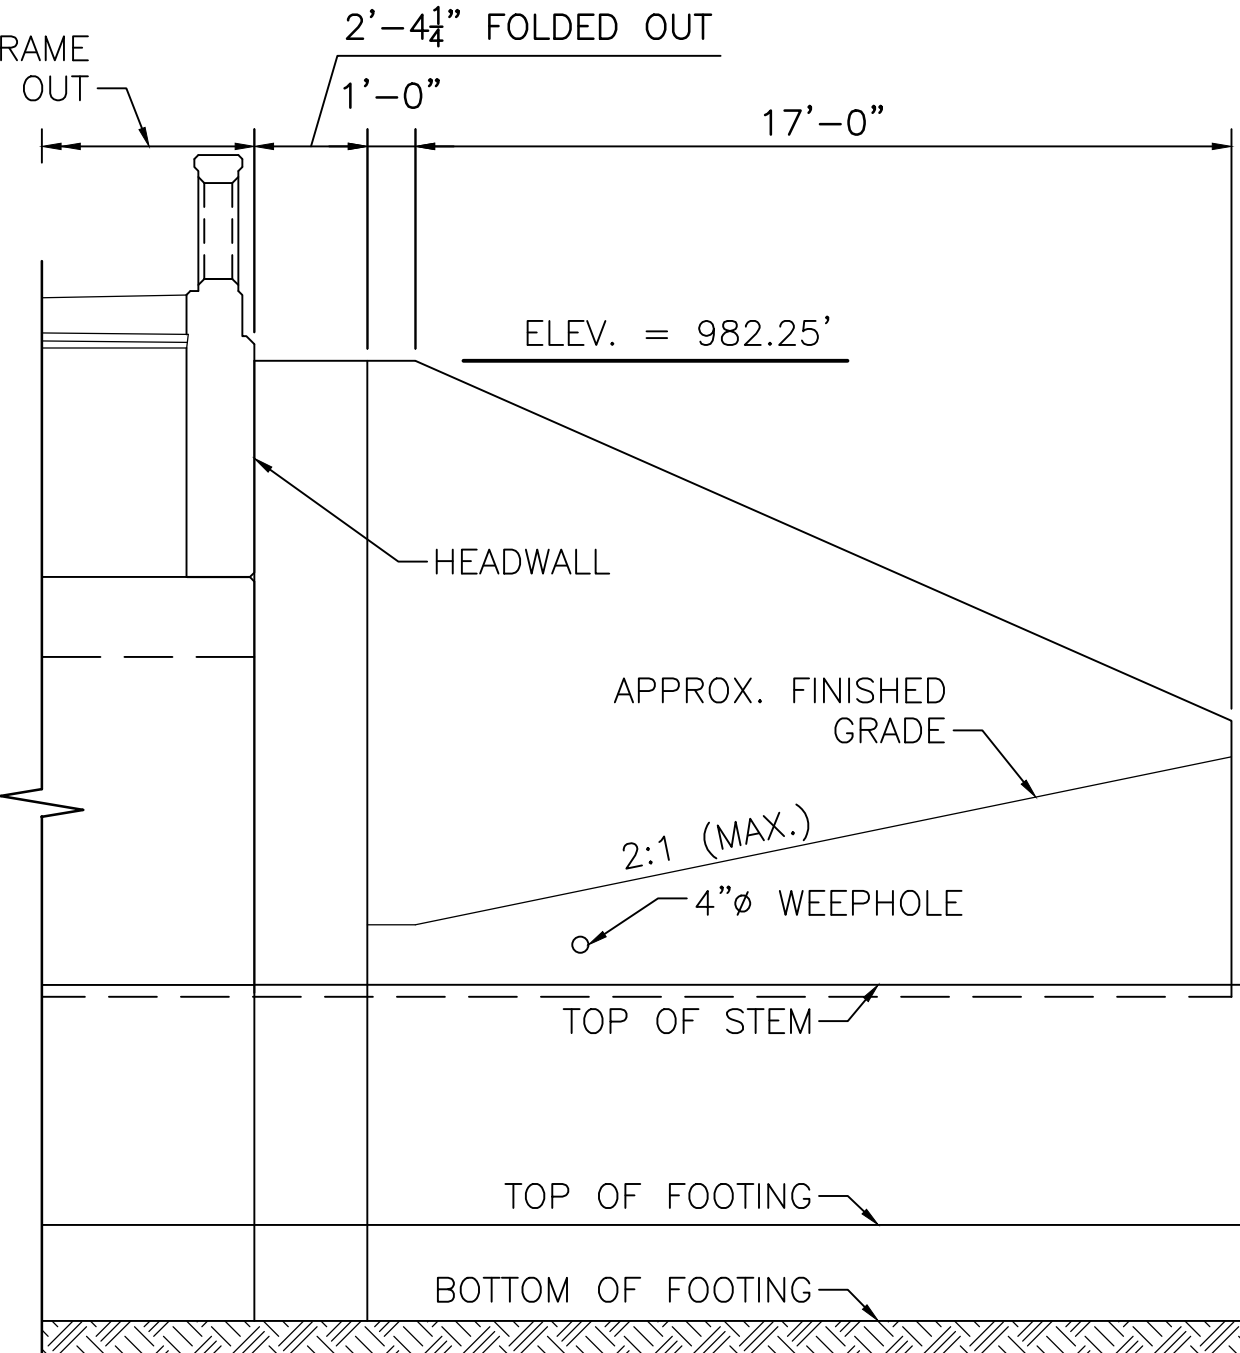 2'-4¼" FOLDED OUT
RAME
OUT
1'-0"
17'-0"
ELEV. = 982.25'
HEADWALL
APPROX. FINISHED
GRADE
2:1 (MAX.)
4"ø WEEPHOLE
TOP OF STEM
TOP OF FOOTING
BOTTOM OF FOOTING